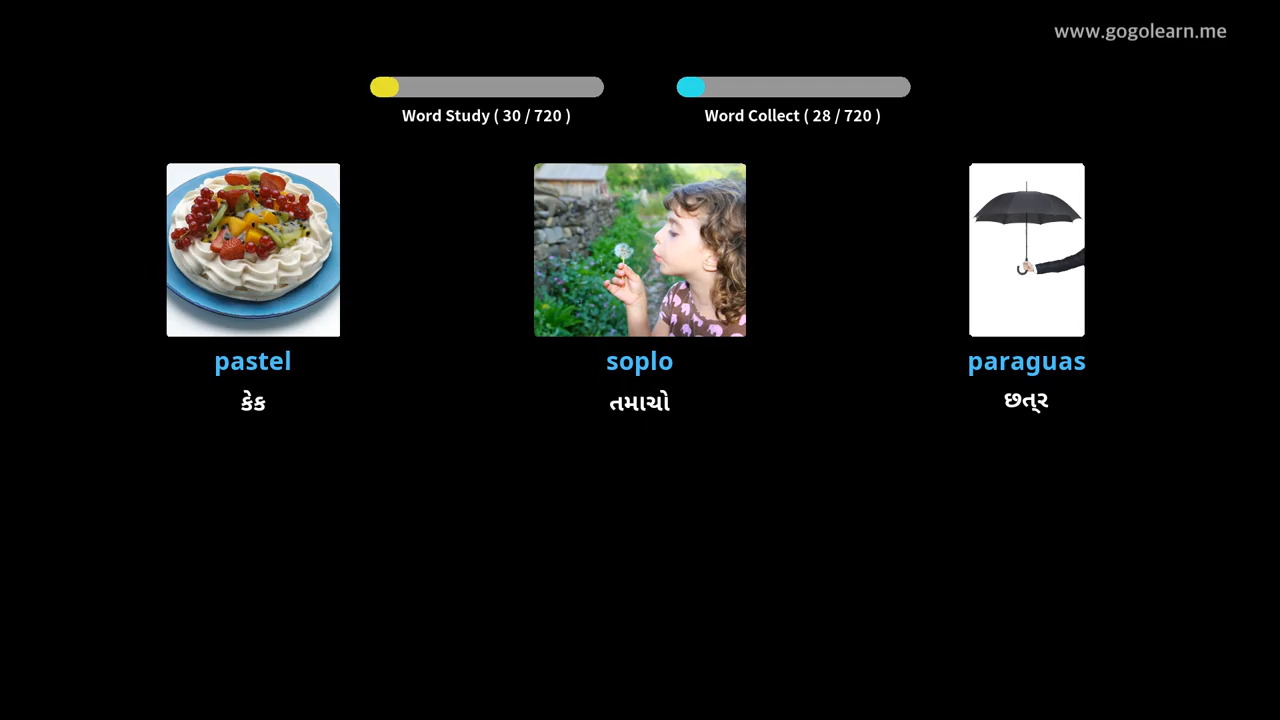 www.gogolearn.me
Word Study ( 30 / 720 )
Word Collect ( 28 / 720 )
pastel
soplo
paraguas
કેક
તમાચો
છત્ર